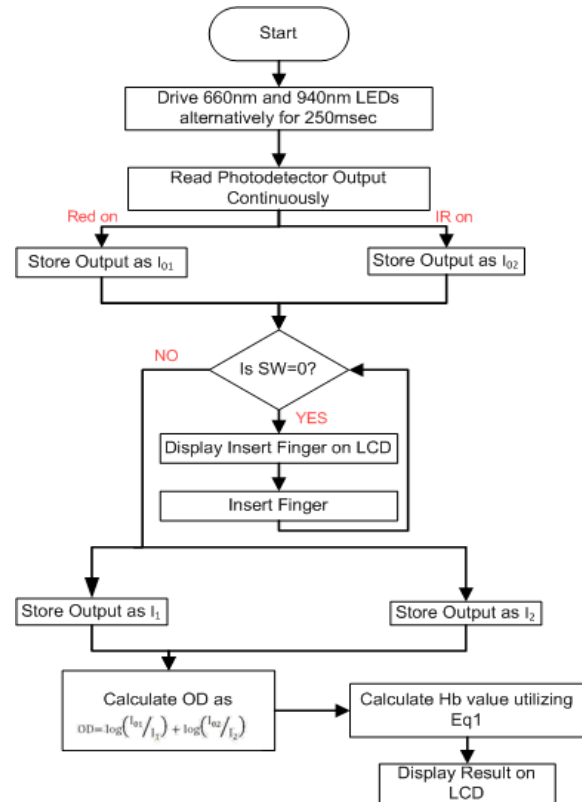 Start
Drive 660nm and 940nm LEDs
alternatively for 250msec
Read Photodetector Output
Continuously
Red on
IR on
Store Output as I₀₁
Store Output as I₀₂
NO
Is SW=0?
YES
Display Insert Finger on LCD
Insert Finger
Store Output as I₁
Store Output as I₂
Calculate OD as
OD=log(I₀₁/I₁) + log(I₀₂/I₂)
Calculate Hb value utilizing
Eq1
Display Result on
LCD